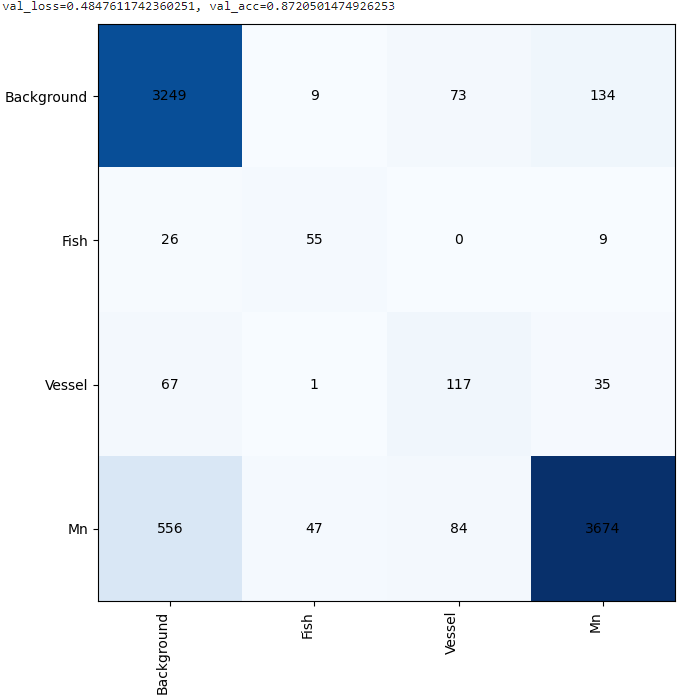 val_loss=0.4847611742360251, val_acc=0.8720501474926253
Background 3249 9 73 134
Fish 26 55 0 9
Vessel 67 1 117 35
Mn 556 47 84 3674
Background Fish Vessel Mn